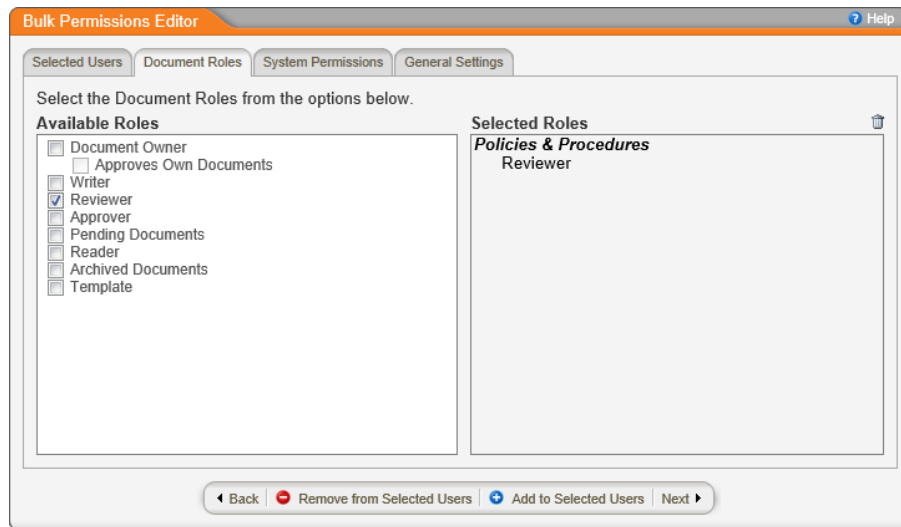 Bulk Permissions Editor
Help
Selected Users
Document Roles
System Permissions
General Settings
Select the Document Roles from the options below.
Available Roles
Document Owner
Approves Own Documents
Writer
Reviewer
Approver
Pending Documents
Reader
Archived Documents
Template
Selected Roles
Policies & Procedures
Reviewer
Back
Remove from Selected Users
Add to Selected Users
Next